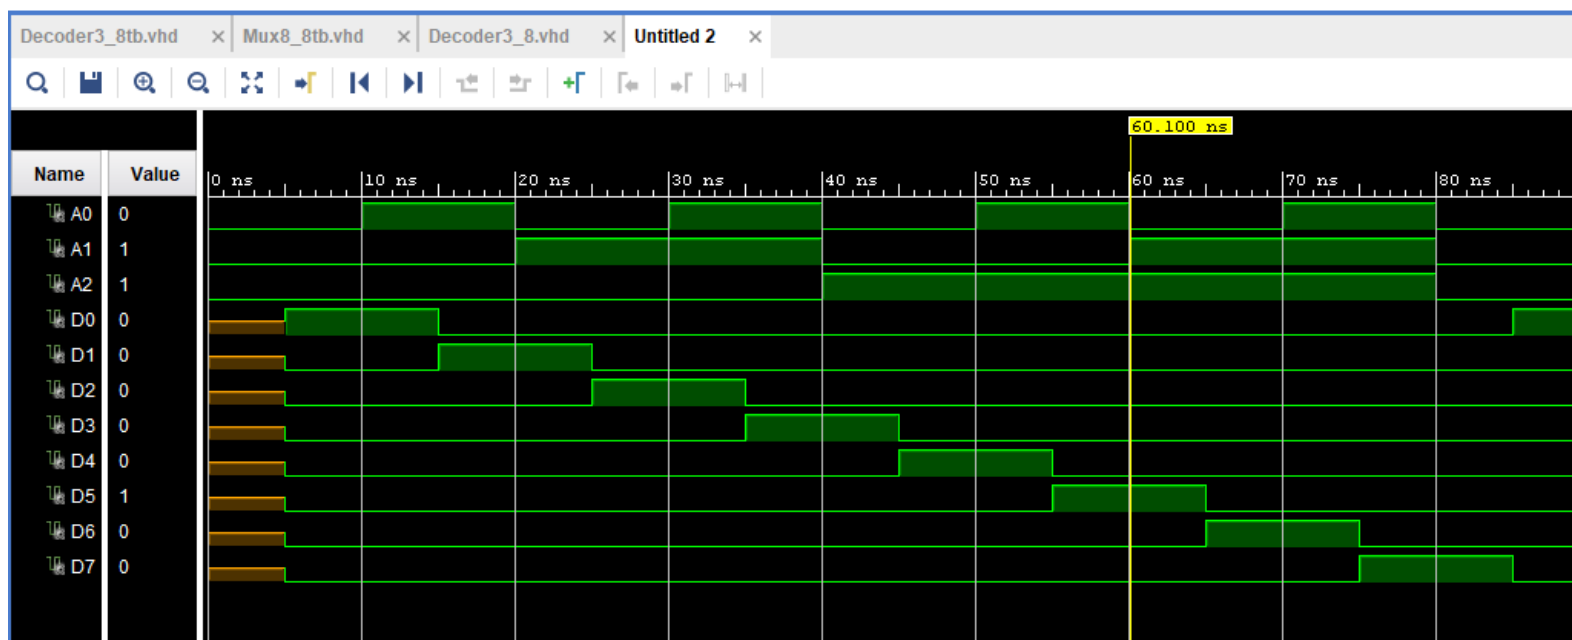 Decoder3_8tb.vhd × Mux8_8tb.vhd × Decoder3_8.vhd × Untitled 2 ×
60.100 ns
Name Value 0 ns 10 ns 20 ns 30 ns 40 ns 50 ns 60 ns 70 ns 80 ns
A0 0
A1 1
A2 1
D0 0
D1 0
D2 0
D3 0
D4 0
D5 1
D6 0
D7 0